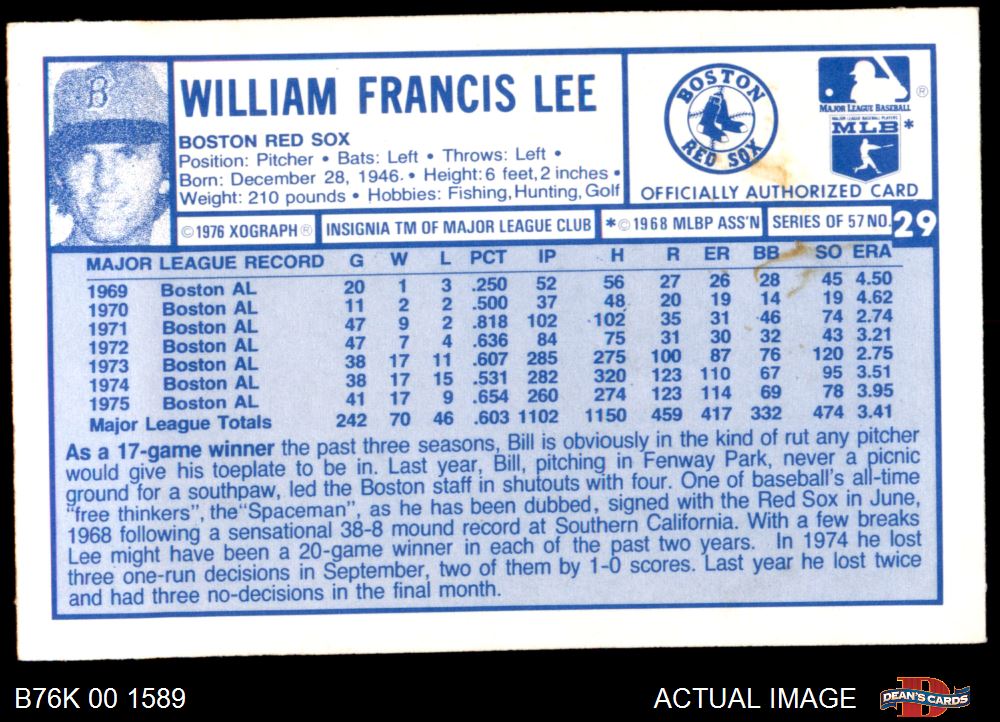 WILLIAM FRANCIS LEE
BOSTON RED SOX
Position: Pitcher • Bats: Left • Throws: Left •
Born: December 28, 1946. • Height: 6 feet, 2 inches •
Weight: 210 pounds • Hobbies: Fishing, Hunting, Golf
B
BOSTON
RED SOX
®
MAJOR LEAGUE BASEBALL
MAJOR LEAGUE BASEBALL PLAYERS
MLB *
OFFICIALLY AUTHORIZED CARD
©1976 XOGRAPH® INSIGNIA TM OF MAJOR LEAGUE CLUB *©1968 MLBP ASS'N SERIES OF 57 NO. 29
MAJOR LEAGUE RECORD G W L PCT IP H R ER BB SO ERA
1969 Boston AL 20 1 3 .250 52 56 27 26 28 45 4.50
1970 Boston AL 11 2 2 .500 37 48 20 19 14 19 4.62
1971 Boston AL 47 9 2 .818 102 102 35 31 46 74 2.74
1972 Boston AL 47 7 4 .636 84 75 31 30 32 43 3.21
1973 Boston AL 38 17 11 .607 285 275 100 87 76 120 2.75
1974 Boston AL 38 17 15 .531 282 320 123 110 67 95 3.51
1975 Boston AL 41 17 9 .654 260 274 123 114 69 78 3.95
Major League Totals 242 70 46 .603 1102 1150 459 417 332 474 3.41
As a 17-game winner the past three seasons, Bill is obviously in the kind of rut any pitcher
would give his toeplate to be in. Last year, Bill, pitching in Fenway Park, never a picnic
ground for a southpaw, led the Boston staff in shutouts with four. One of baseball's all-time
"free thinkers", the "Spaceman", as he has been dubbed, signed with the Red Sox in June,
1968 following a sensational 38-8 mound record at Southern California. With a few breaks
Lee might have been a 20-game winner in each of the past two years. In 1974 he lost
three one-run decisions in September, two of them by 1-0 scores. Last year he lost twice
and had three no-decisions in the final month.
B76K 00 1589
ACTUAL IMAGE
D
DEAN'S CARDS